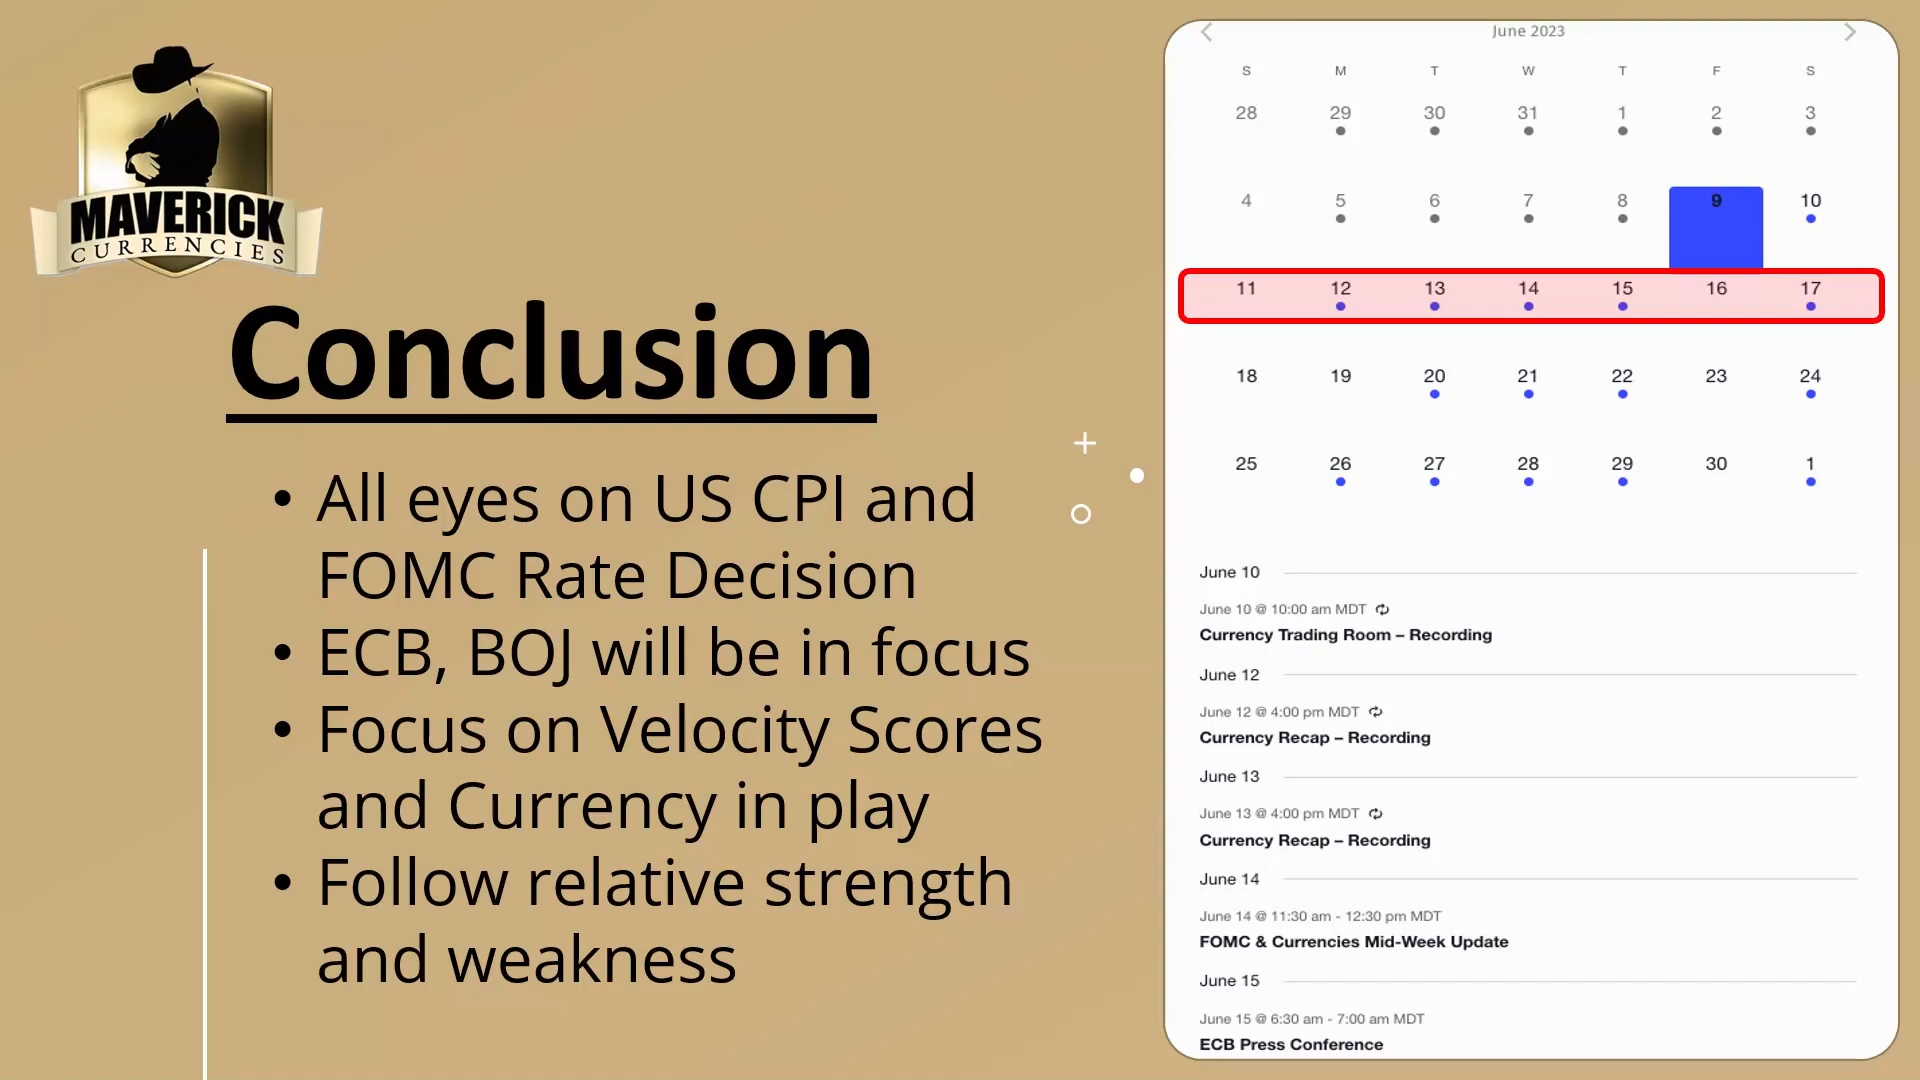 MAVERICK
CURRENCIES
Conclusion
• All eyes on US CPI and
FOMC Rate Decision
• ECB, BOJ will be in focus
• Focus on Velocity Scores
and Currency in play
• Follow relative strength
and weakness
June 2023
S M T W T F S
28 29 30 31 1 2 3
4 5 6 7 8 9 10
11 12 13 14 15 16 17
18 19 20 21 22 23 24
25 26 27 28 29 30 1
June 10
June 10 @ 10:00 am MDT
Currency Trading Room – Recording
June 12
June 12 @ 4:00 pm MDT
Currency Recap – Recording
June 13
June 13 @ 4:00 pm MDT
Currency Recap – Recording
June 14
June 14 @ 11:30 am - 12:30 pm MDT
FOMC & Currencies Mid-Week Update
June 15
June 15 @ 6:30 am - 7:00 am MDT
ECB Press Conference